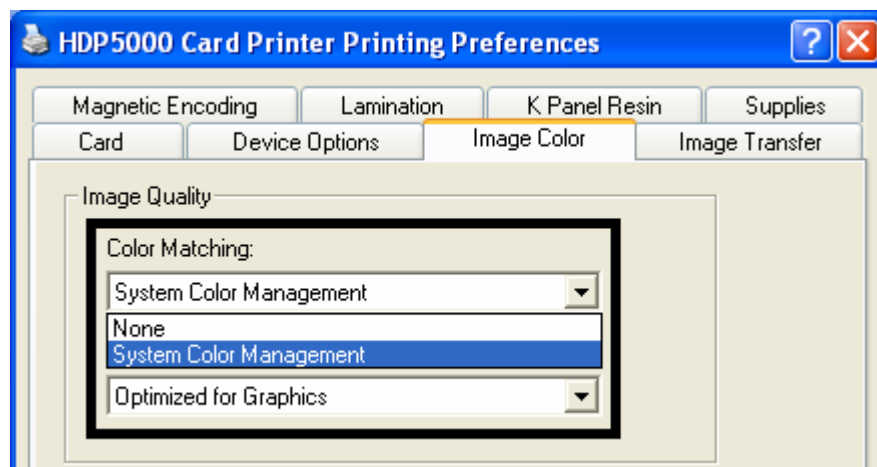 HDP5000 Card Printer Printing Preferences
Magnetic Encoding Lamination K Panel Resin Supplies
Card Device Options Image Color Image Transfer
Image Quality
Color Matching:
System Color Management
None
System Color Management
Optimized for Graphics